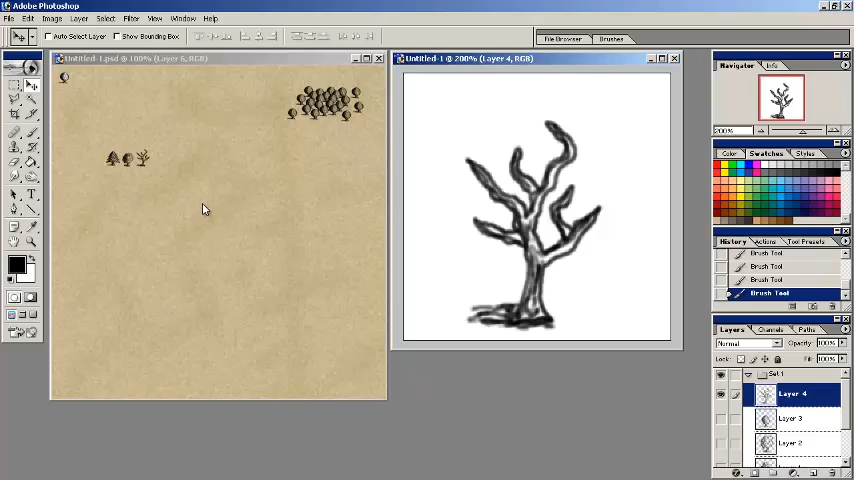 Adobe Photoshop
File Edit Image Layer Select Filter View Window Help
Auto Select Layer Show Bounding Box
File Browser Brushes
Untitled-1.psd @ 100% (Layer 6, RGB)
Untitled-1 @ 200% (Layer 4, RGB)
Navigator Info
200%
Color Swatches Styles
History Actions Tool Presets
Brush Tool
Brush Tool
Brush Tool
Brush Tool
Layers Channels Paths
Normal Opacity: 100%
Lock: Fill: 100%
Set 1
Layer 4
Layer 3
Layer 2